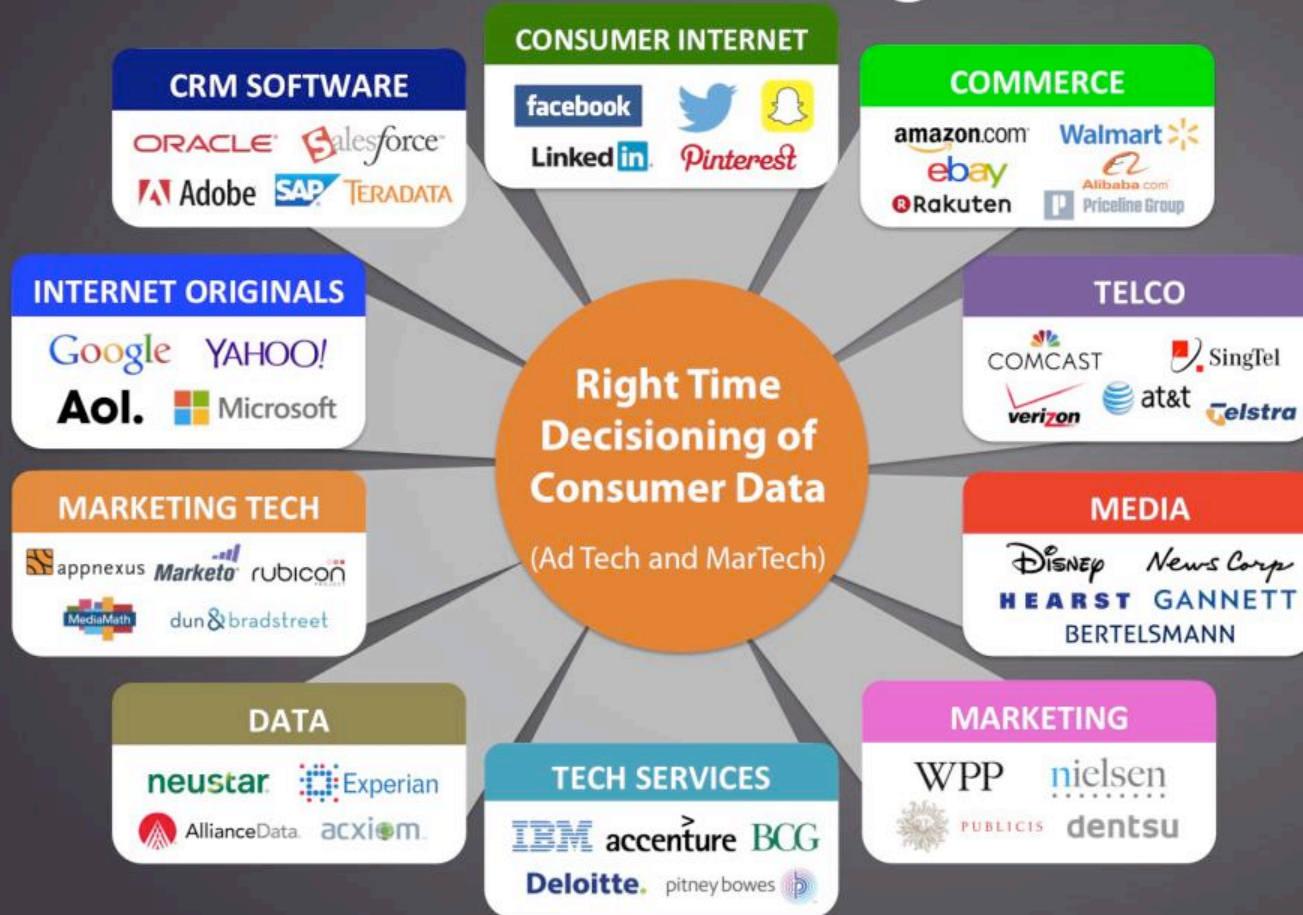 CONSUMER INTERNET
facebook
Linked in
Pinterest
CRM SOFTWARE
ORACLE salesforce
Adobe SAP TERADATA
COMMERCE
amazon.com Walmart
ebay Alibaba.com
Rakuten Priceline Group
INTERNET ORIGINALS
Google YAHOO!
Aol. Microsoft
TELCO
COMCAST SingTel
verizon at&t Telstra
Right Time
Decisioning of
Consumer Data
(Ad Tech and MarTech)
MARKETING TECH
appnexus Marketo rubicon
PROJECT
MediaMath dun & bradstreet
MEDIA
DISNEY News Corp
HEARST GANNETT
BERTELSMANN
DATA
neustar Experian
AllianceData acxiom
TECH SERVICES
IBM accenture BCG
Deloitte. pitney bowes
MARKETING
WPP nielsen
PUBLICIS dentsu